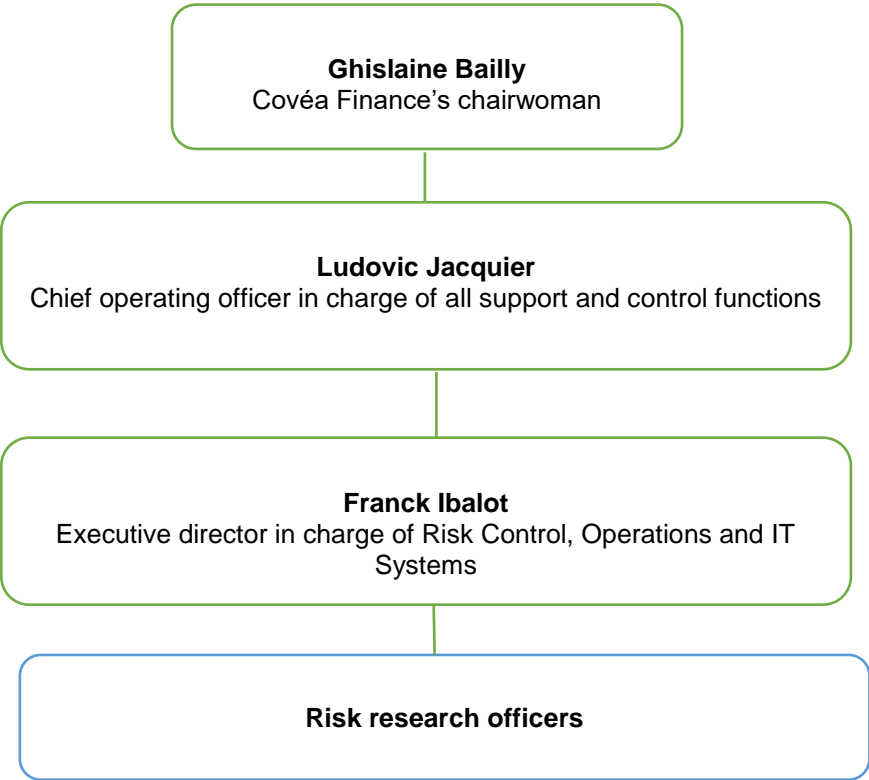 Ghislaine Bailly
Covéa Finance’s chairwoman
Ludovic Jacquier
Chief operating officer in charge of all support and control functions
Franck Ibalot
Executive director in charge of Risk Control, Operations and IT
Systems
Risk research officers